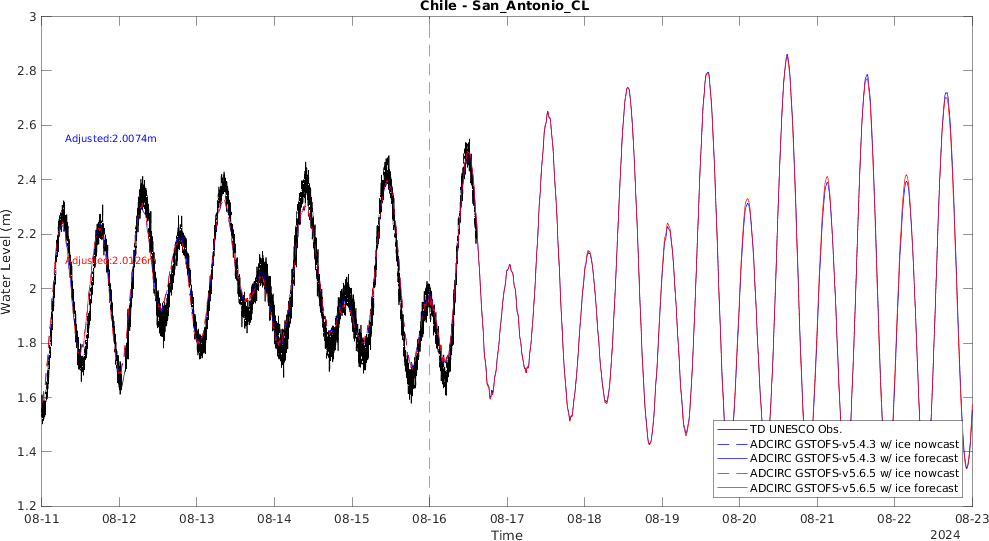 Chile - San_Antonio_CL
3
2.8
2.6
2.4
2.2
2
1.8
1.6
1.4
1.2
Water Level (m)
Adjusted:2.0074m
Adjusted:2.0126m
TD UNESCO Obs.
ADCIRC GSTOFS-v5.4.3 w/ ice nowcast
ADCIRC GSTOFS-v5.4.3 w/ ice forecast
ADCIRC GSTOFS-v5.6.5 w/ ice nowcast
ADCIRC GSTOFS-v5.6.5 w/ ice forecast
08-11 08-12 08-13 08-14 08-15 08-16 08-17 08-18 08-19 08-20 08-21 08-22 08-23
Time
2024